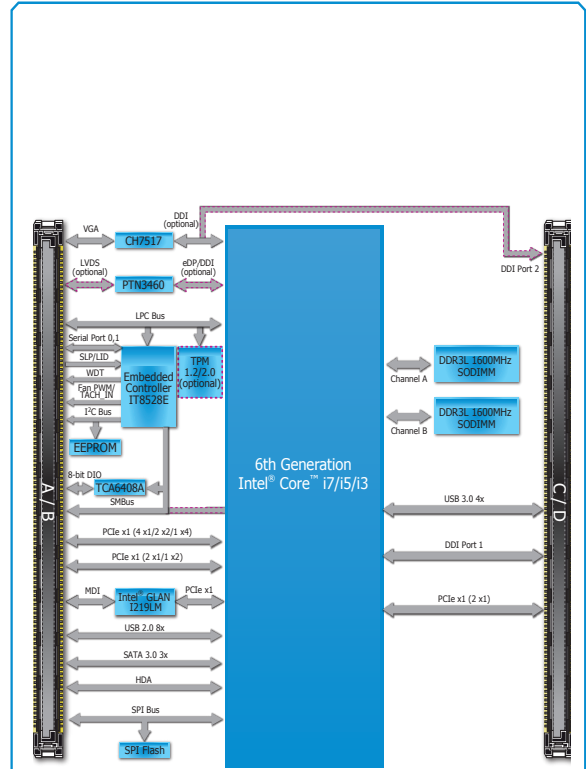 VGA
CH7517
DDI
(optional)
DDI Port 2
LVDS
(optional)
PTN3460
eDP/DDI
(optional)
LPC Bus
Serial Port 0,1
SLP/LID
WDT
Fan PWM/
TACH_IN
I²C Bus
Embedded
Controller
IT8528E
TPM
1.2/2.0
(optional)
EEPROM
8-bit DIO
TCA6408A
SMBus
A / B
PCIe x1 (4 x1/2 x2/1 x4)
PCIe x1 (2 x1/1 x2)
MDI
Intel® GLAN
I219LM
PCIe x1
USB 2.0 8x
SATA 3.0 3x
HDA
SPI Bus
SPI Flash
6th Generation
Intel® Core™ i7/i5/i3
Channel A
DDR3L 1600MHz
SODIMM
Channel B
DDR3L 1600MHz
SODIMM
USB 3.0 4x
DDI Port 1
PCIe x1 (2 x1)
C / D